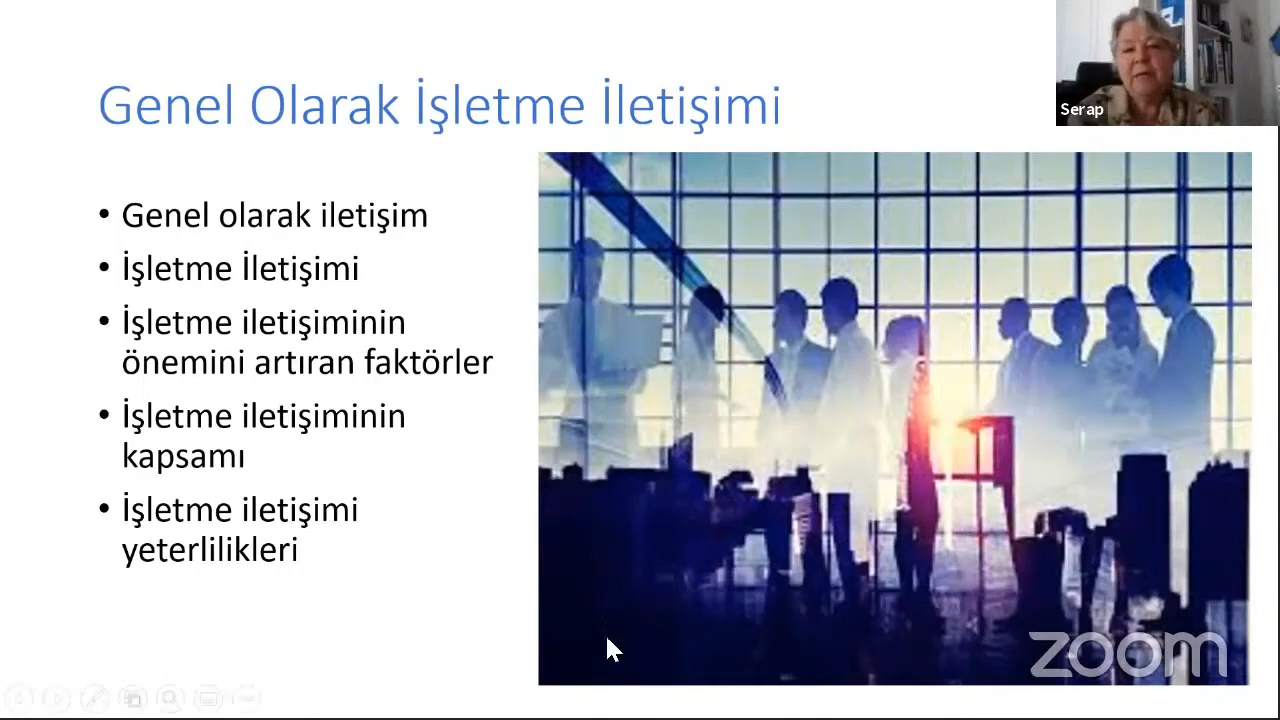 Genel Olarak İşletme İletişimi
Serap
• Genel olarak iletişim
• İşletme İletişimi
• İşletme iletişiminin
önemini artıran faktörler
• İşletme iletişiminin
kapsamı
• İşletme iletişimi
yeterlilikleri
zoom